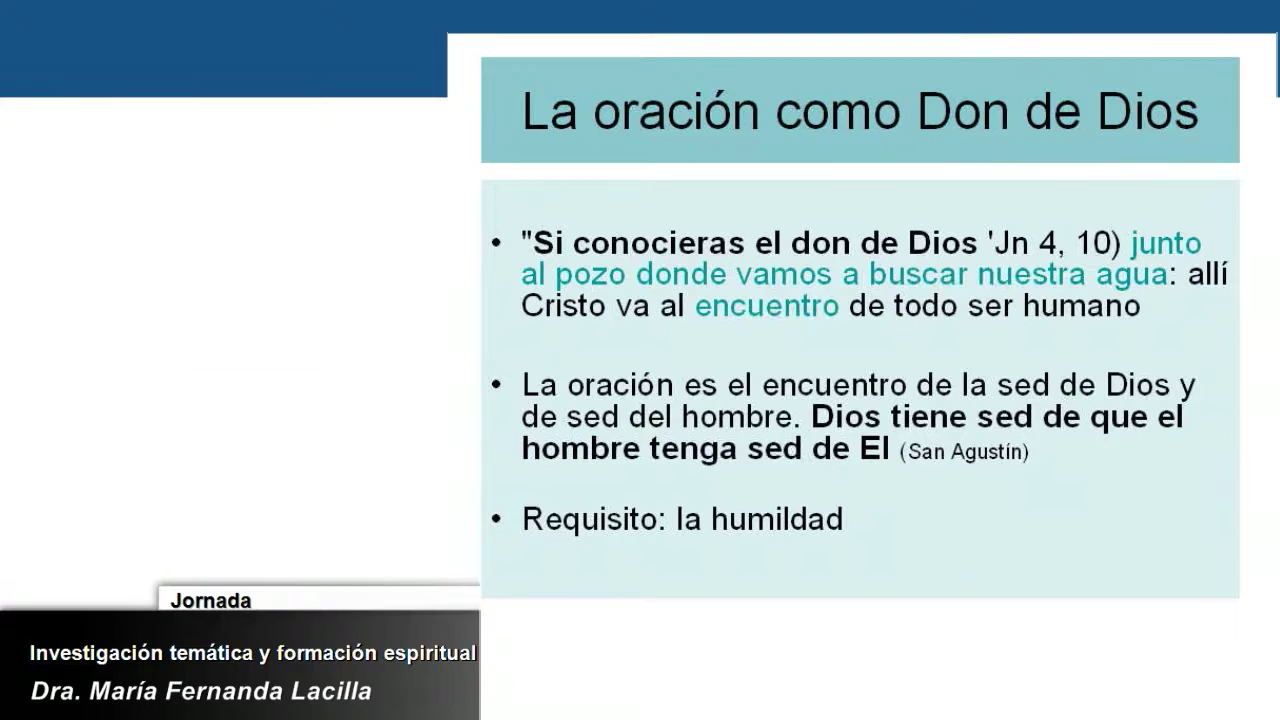 La oración como Don de Dios
• "Si conocieras el don de Dios 'Jn 4, 10) junto
al pozo donde vamos a buscar nuestra agua: allí
Cristo va al encuentro de todo ser humano
• La oración es el encuentro de la sed de Dios y
de sed del hombre. Dios tiene sed de que el
hombre tenga sed de El (San Agustín)
• Requisito: la humildad
Jornada
Investigación temática y formación espiritual
Dra. María Fernanda Lacilla